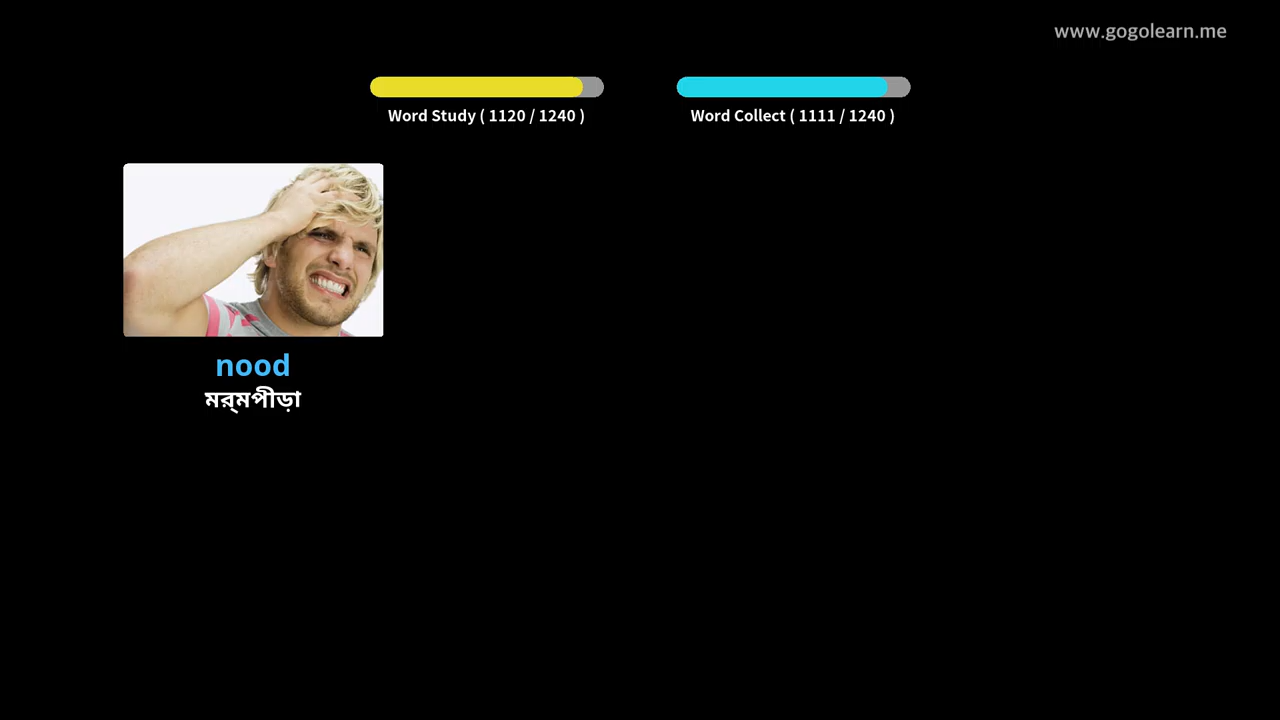 www.gogolearn.me
Word Study ( 1120 / 1240 )
Word Collect ( 1111 / 1240 )
nood
মর্মপীড়া